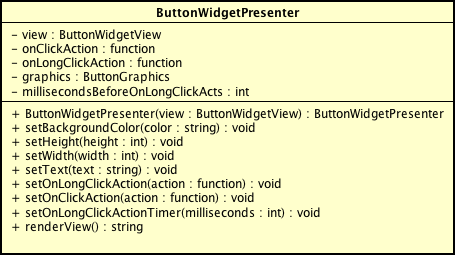 ButtonWidgetPresenter
- view : ButtonWidgetView
- onClickAction : function
- onLongClickAction : function
- graphics : ButtonGraphics
- millisecondsBeforeOnLongClickActs : int
+ ButtonWidgetPresenter(view : ButtonWidgetView) : ButtonWidgetPresenter
+ setBackgroundColor(color : string) : void
+ setHeight(height : int) : void
+ setWidth(width : int) : void
+ setText(text : string) : void
+ setOnLongClickAction(action : function) : void
+ setOnClickAction(action : function) : void
+ setOnLongClickActionTimer(milliseconds : int) : void
+ renderView() : string